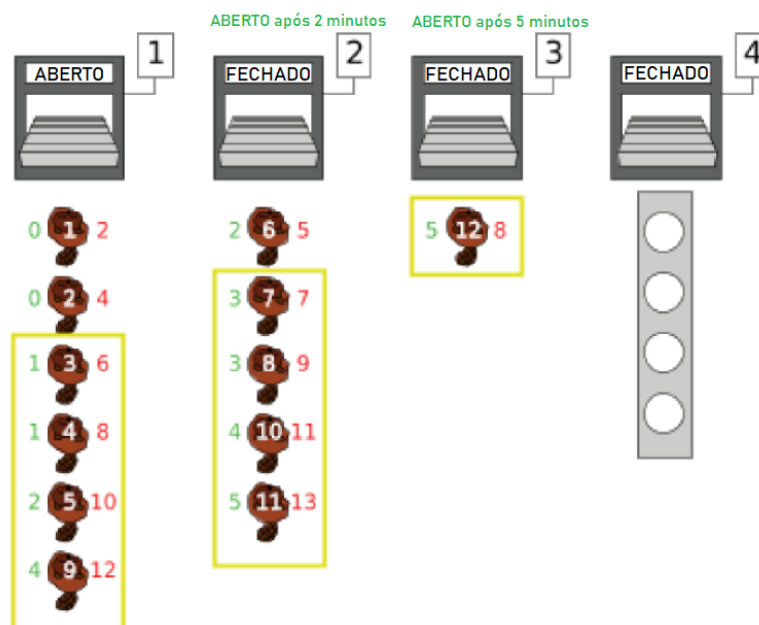 ABERTO após 2 minutos ABERTO após 5 minutos
1 2 3 4
ABERTO FECHADO FECHADO FECHADO
0 1 2 2 6 5 5 12 8
0 2 4 3 7 7
1 3 6 3 8 9
1 4 8 4 10 11
2 5 10 5 11 13
4 9 12